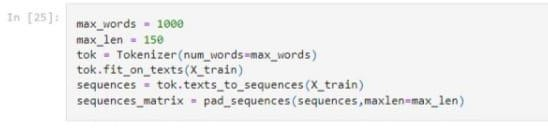 In [25]:
max_words = 1000
max_len = 150
tok = Tokenizer(num_words=max_words)
tok.fit_on_texts(X_train)
sequences = tok.texts_to_sequences(X_train)
sequences_matrix = pad_sequences(sequences,maxlen=max_len)